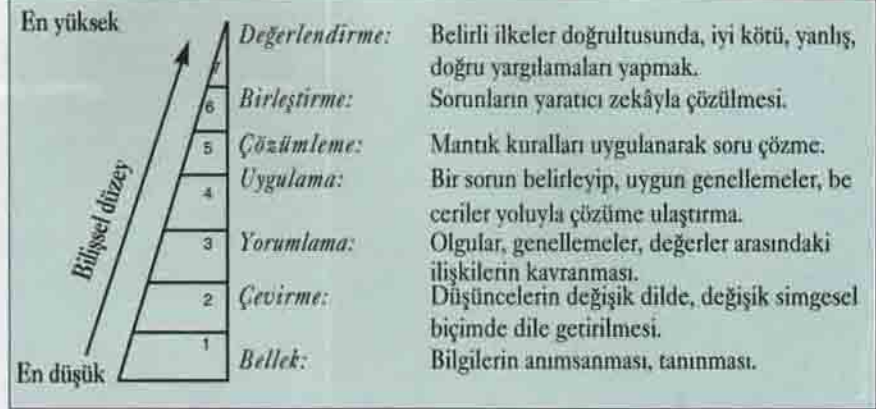 En yüksek
Değerlendirme: Belirli ilkeler doğrultusunda, iyi kötü, yanlış,
7
doğru yargılamaları yapmak.
6 Birleştirme: Sorunların yaratıcı zekâyla çözülmesi.
5 Çözümleme: Mantık kuralları uygulanarak soru çözme.
4 Uygulama: Bir sorun belirleyip, uygun genellemeler, be
ceriler yoluyla çözüme ulaştırma.
Bilişsel düzey
3 Yorumlama: Olgular, genellemeler, değerler arasındaki
ilişkilerin kavranması.
2 Çevirme: Düşüncelerin değişik dilde, değişik simgesel
biçimde dile getirilmesi.
1
Bellek: Bilgilerin anımsanması, tanınması.
En düşük